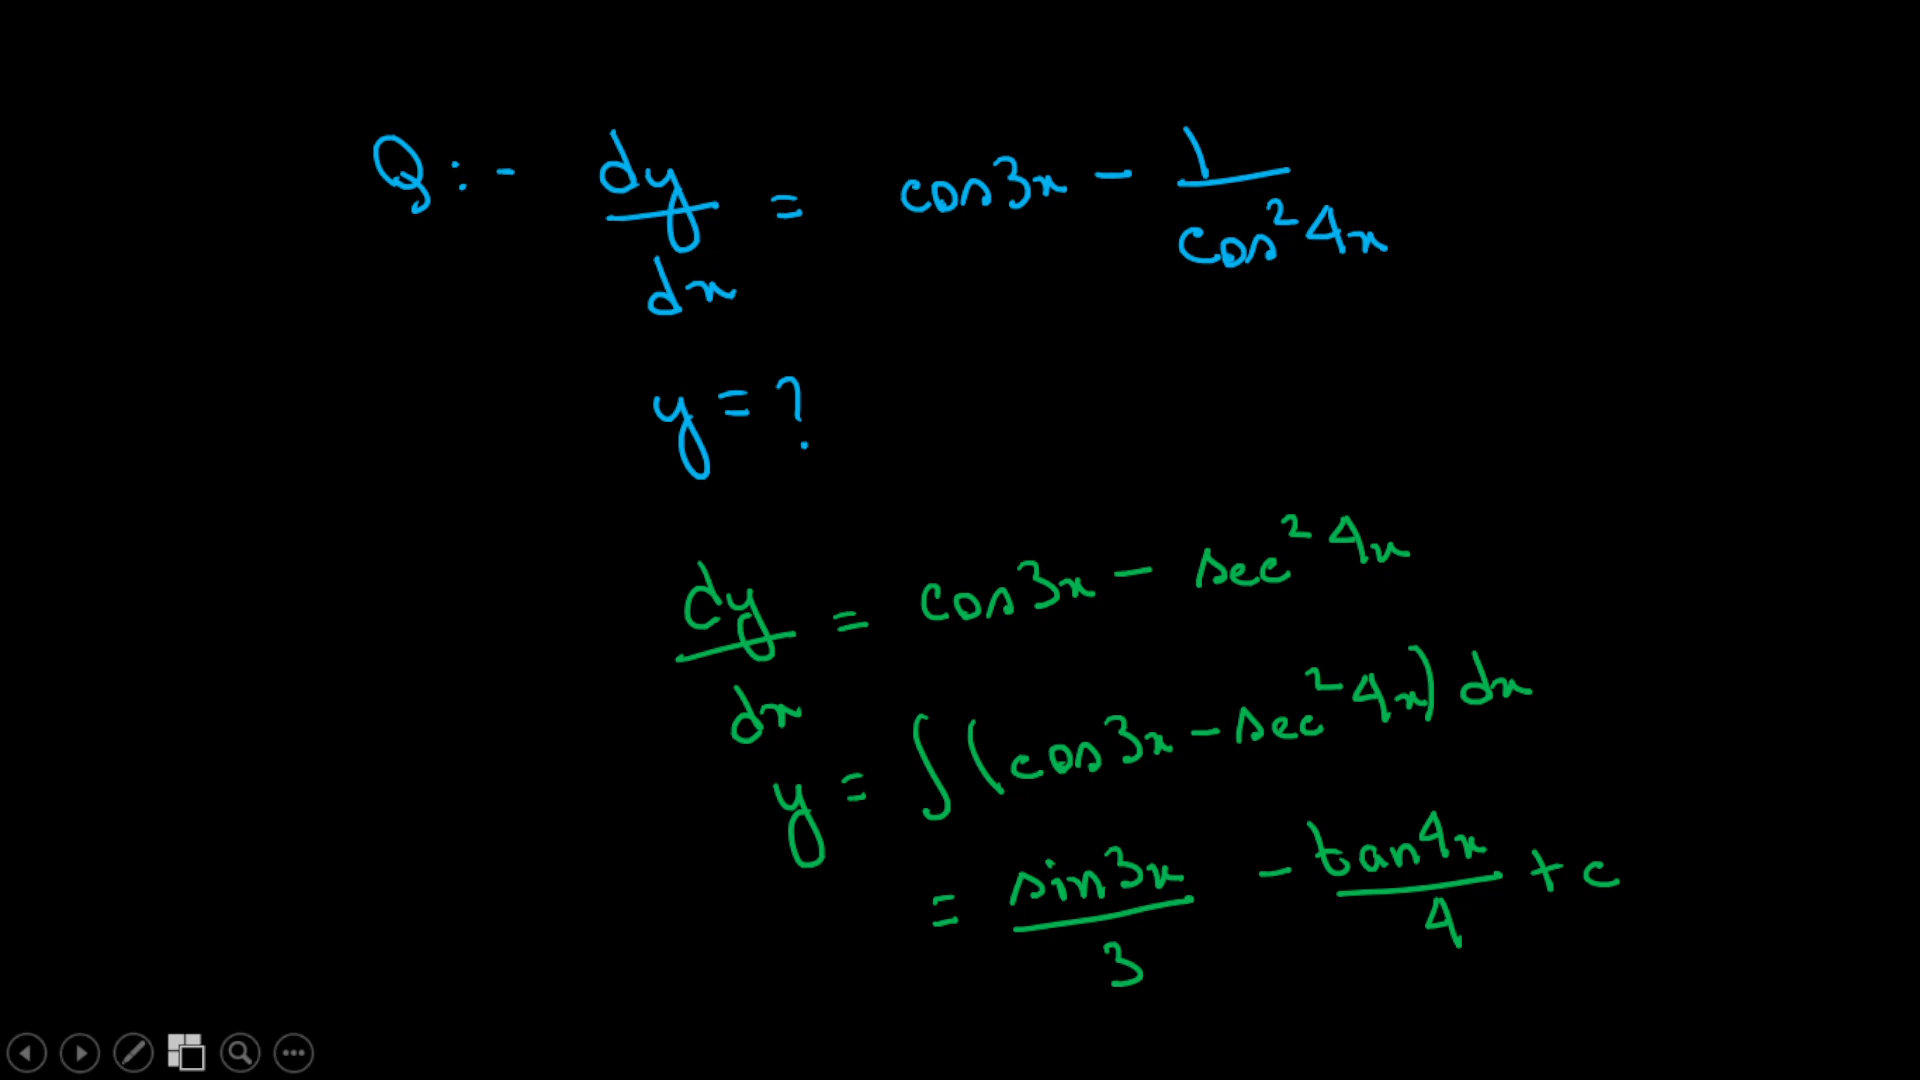 Q:- dy/dx = cos3x - 1/cos²4x
y = ?
dy/dx = cos3x - sec²4x
y = ∫(cos3x - sec²4x) dx
= sin3x/3 - tan4x/4 + c